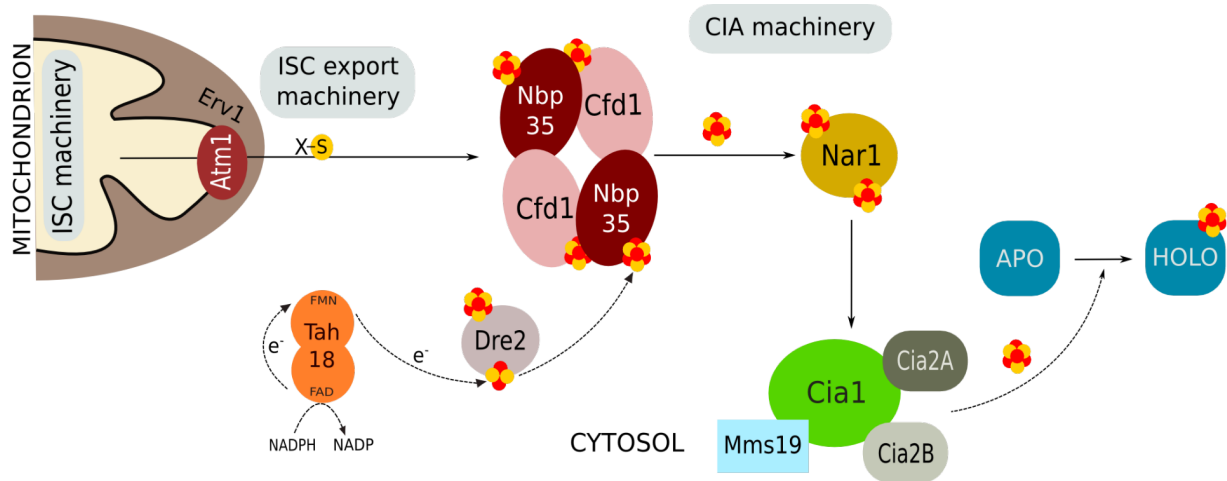 MITOCHONDRION
ISC machinery
Erv1
Atm1
ISC export
machinery
X-S
Nbp
35
Cfd1
Cfd1
Nbp
35
CIA machinery
Nar1
APO
HOLO
FMN
Tah
18
FAD
e-
e-
NADPH
NADP
Dre2
CYTOSOL
Cia1
Cia2A
Cia2B
Mms19